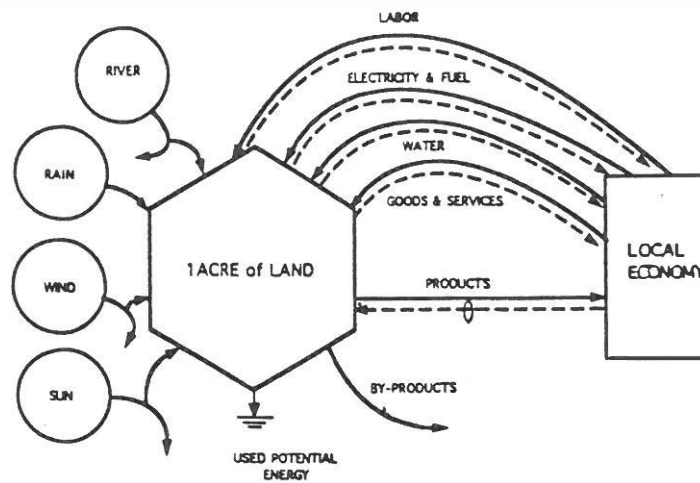 LABOR
RIVER
ELECTRICITY & FUEL
RAIN
WATER
GOODS & SERVICES
1 ACRE of LAND
LOCAL
ECONOMY
WIND
PRODUCTS
SUN
BY-PRODUCTS
USED POTENTIAL
ENERGY